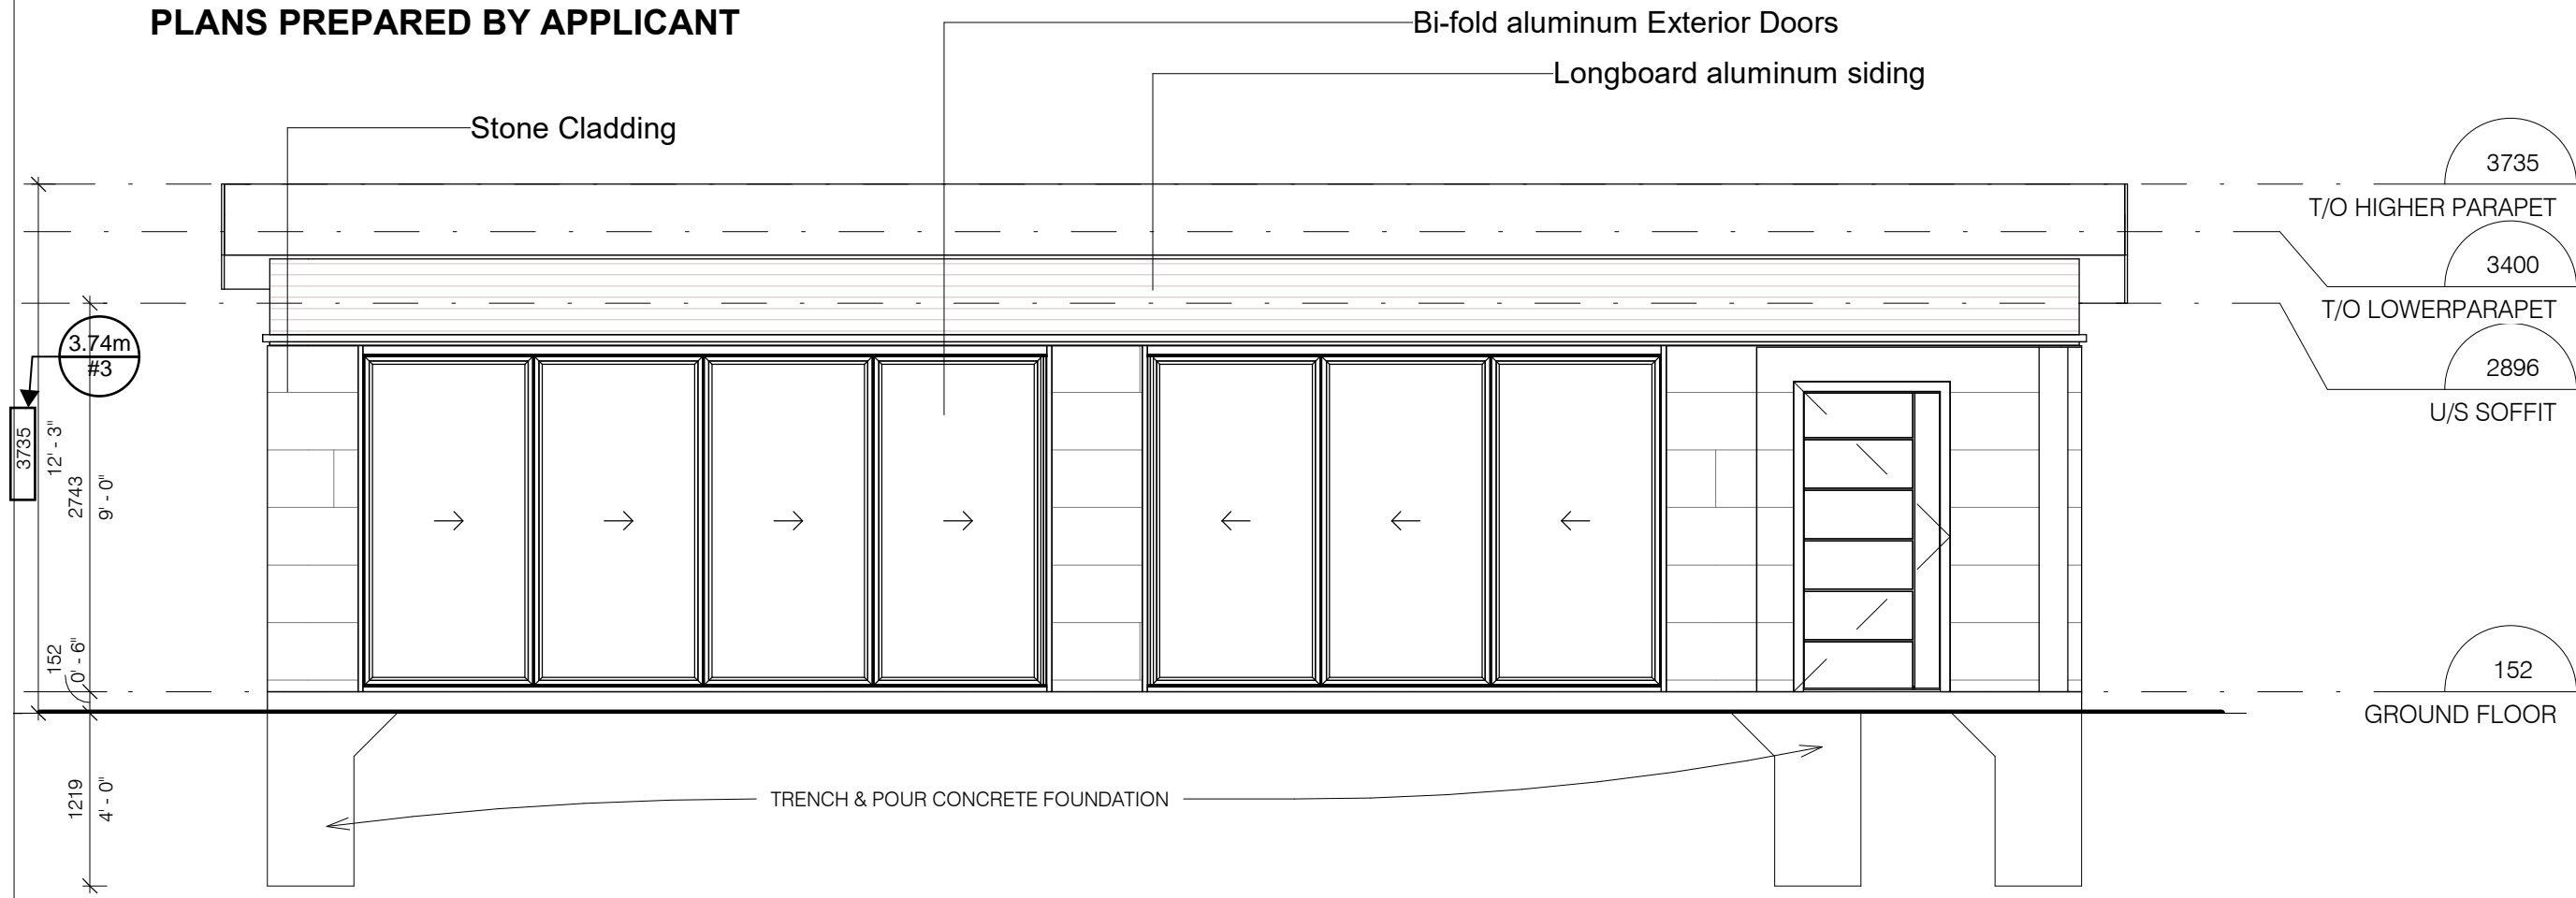 PLANS PREPARED BY APPLICANT
Bi-fold aluminum Exterior Doors
Longboard aluminum siding
Stone Cladding
3735
T/O HIGHER PARAPET
3400
T/O LOWERPARAPET
2896
U/S SOFFIT
3.74m
#3
3735
12' - 3"
2743
9' - 0"
152
0' - 6"
152
GROUND FLOOR
1219
4' - 0"
TRENCH & POUR CONCRETE FOUNDATION